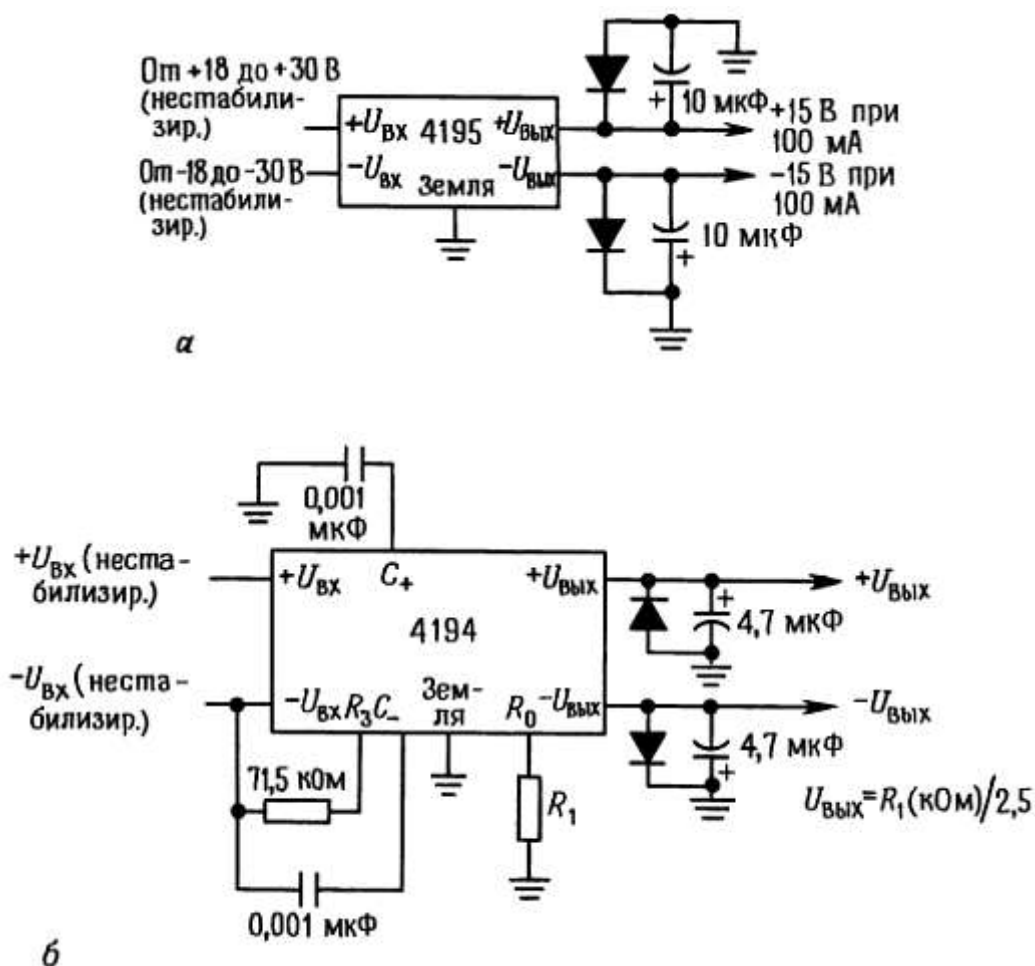 От +18 до +30 В
(нестабили-
зир.)
От -18 до -30 В
(нестабили-
зир.)
+Uвх 4195 +Uвых
-Uвх Земля -Uвых
+ 10 мкФ
+15 В при
100 мА
-15 В при
100 мА
10 мкФ
+
а
0,001
мкФ
+Uвх (неста-
билизир.)
-Uвх (неста-
билизир.)
+Uвх C+ +Uвых
4194
-Uвх R3 C- Зем-
ля R0 -Uвых
+
4,7 мкФ
+Uвых
-Uвых
4,7 мкФ
+
71,5 кОм
R1
Uвых=R1(кОм)/2,5
0,001 мкФ
б